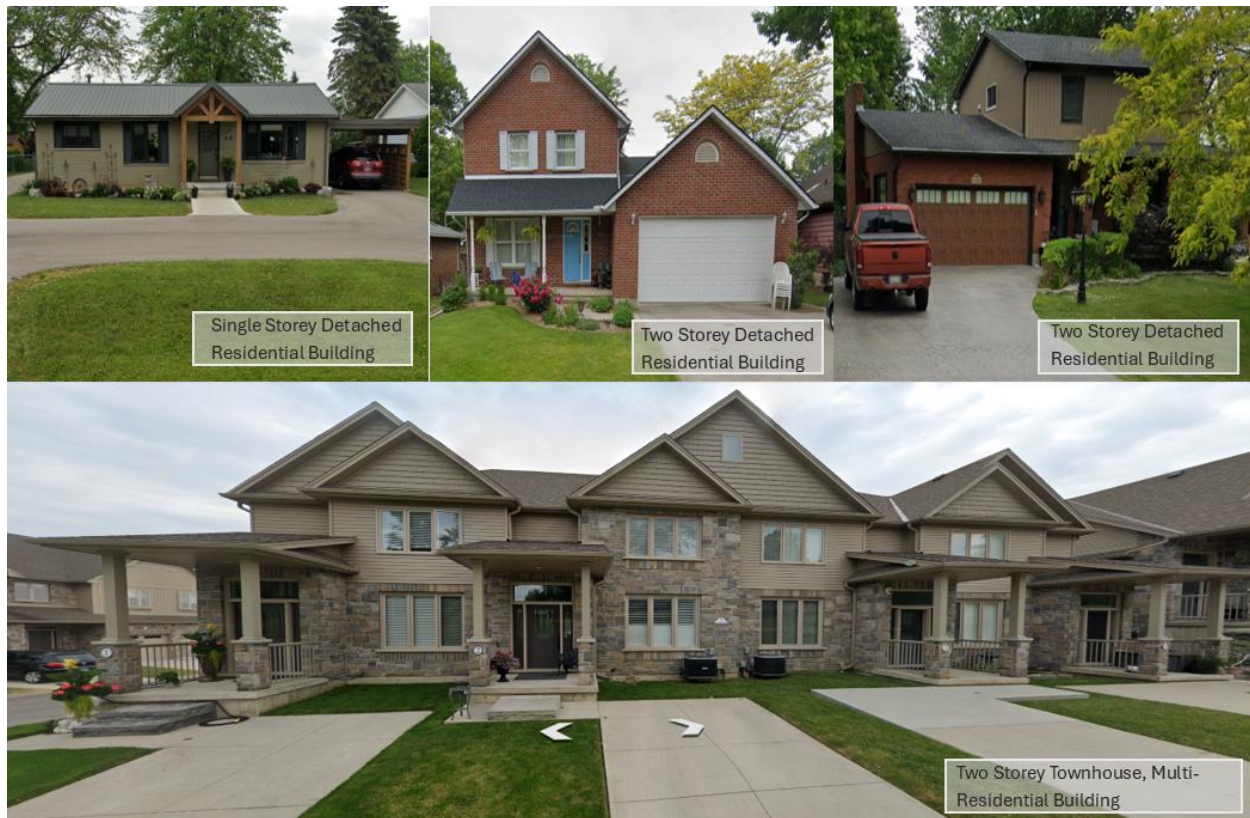 Single Storey Detached
Residential Building
Two Storey Detached
Residential Building
Two Storey Detached
Residential Building
Two Storey Townhouse, Multi-
Residential Building